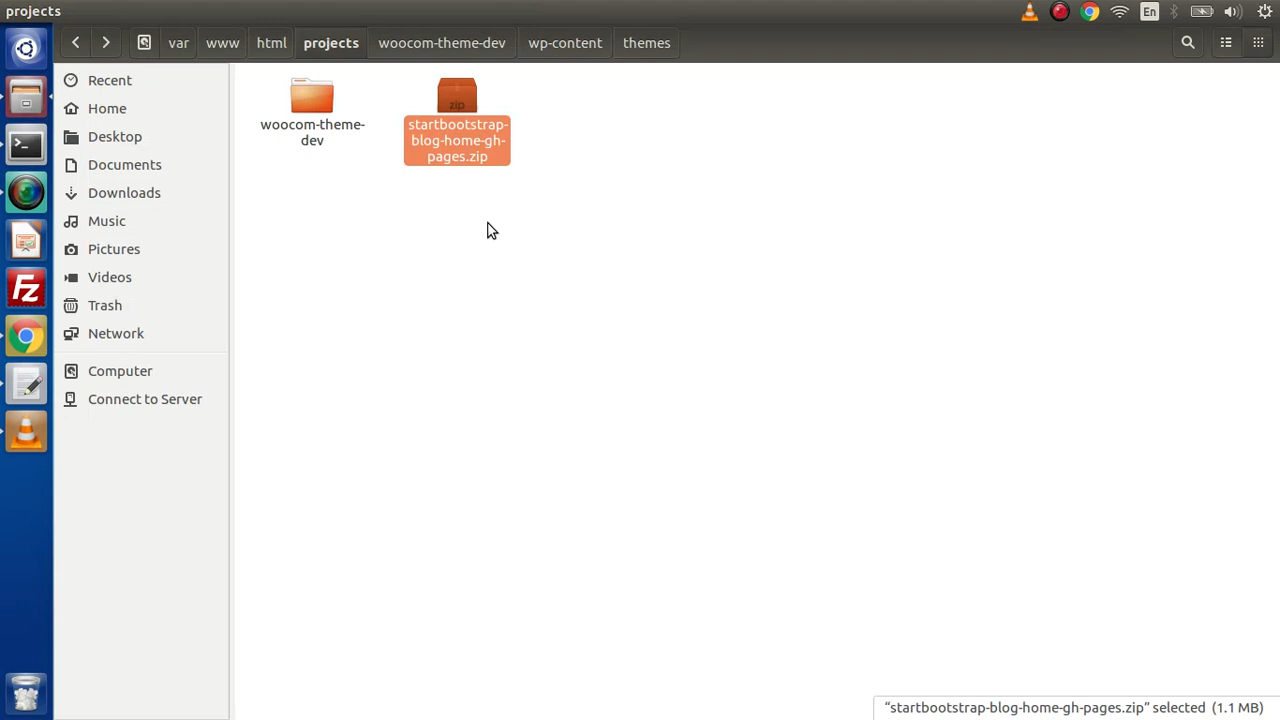 projects
En
var
www
html
projects
woocom-theme-dev
wp-content
themes
Recent
Home
Desktop
Documents
Downloads
Music
Pictures
Videos
Trash
Network
Computer
Connect to Server
woocom-theme-
dev
zip
startbootstrap-
blog-home-gh-
pages.zip
Fz
“startbootstrap-blog-home-gh-pages.zip” selected (1.1 MB)